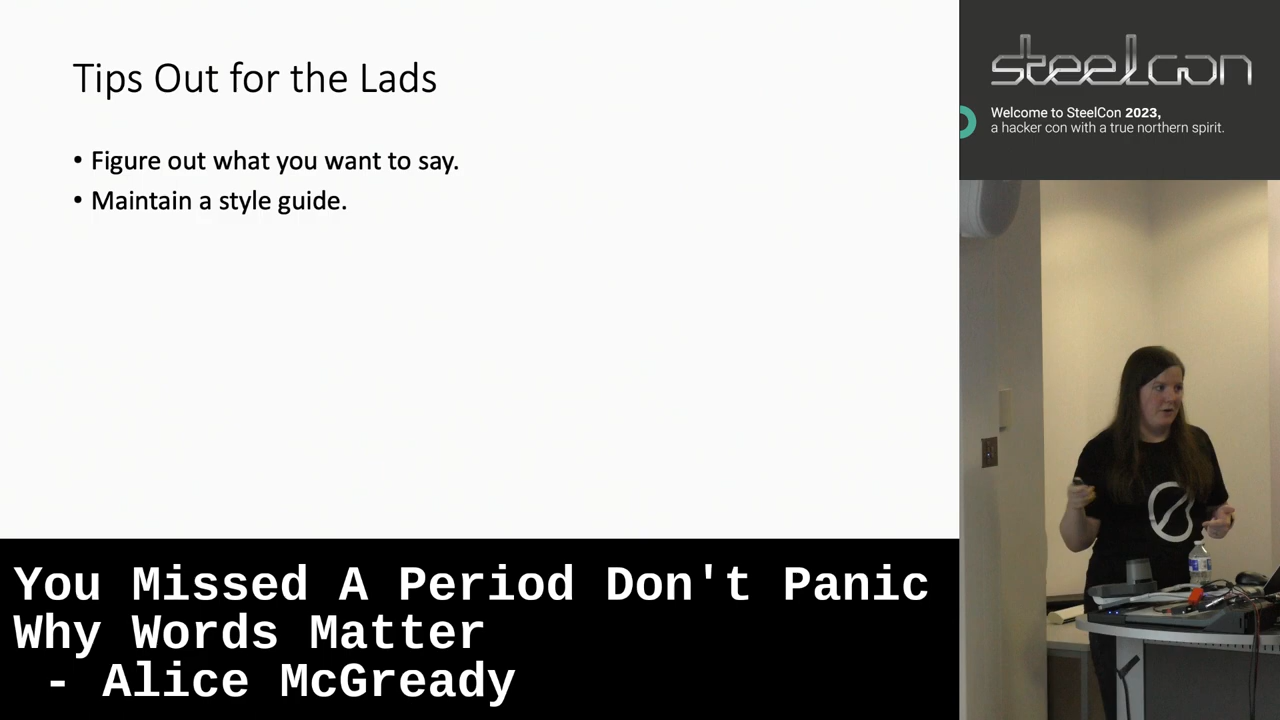 Tips Out for the Lads
• Figure out what you want to say.
• Maintain a style guide.
steelcon
Welcome to SteelCon 2023,
a hacker con with a true northern spirit.
You Missed A Period Don't Panic
Why Words Matter
- Alice McGready